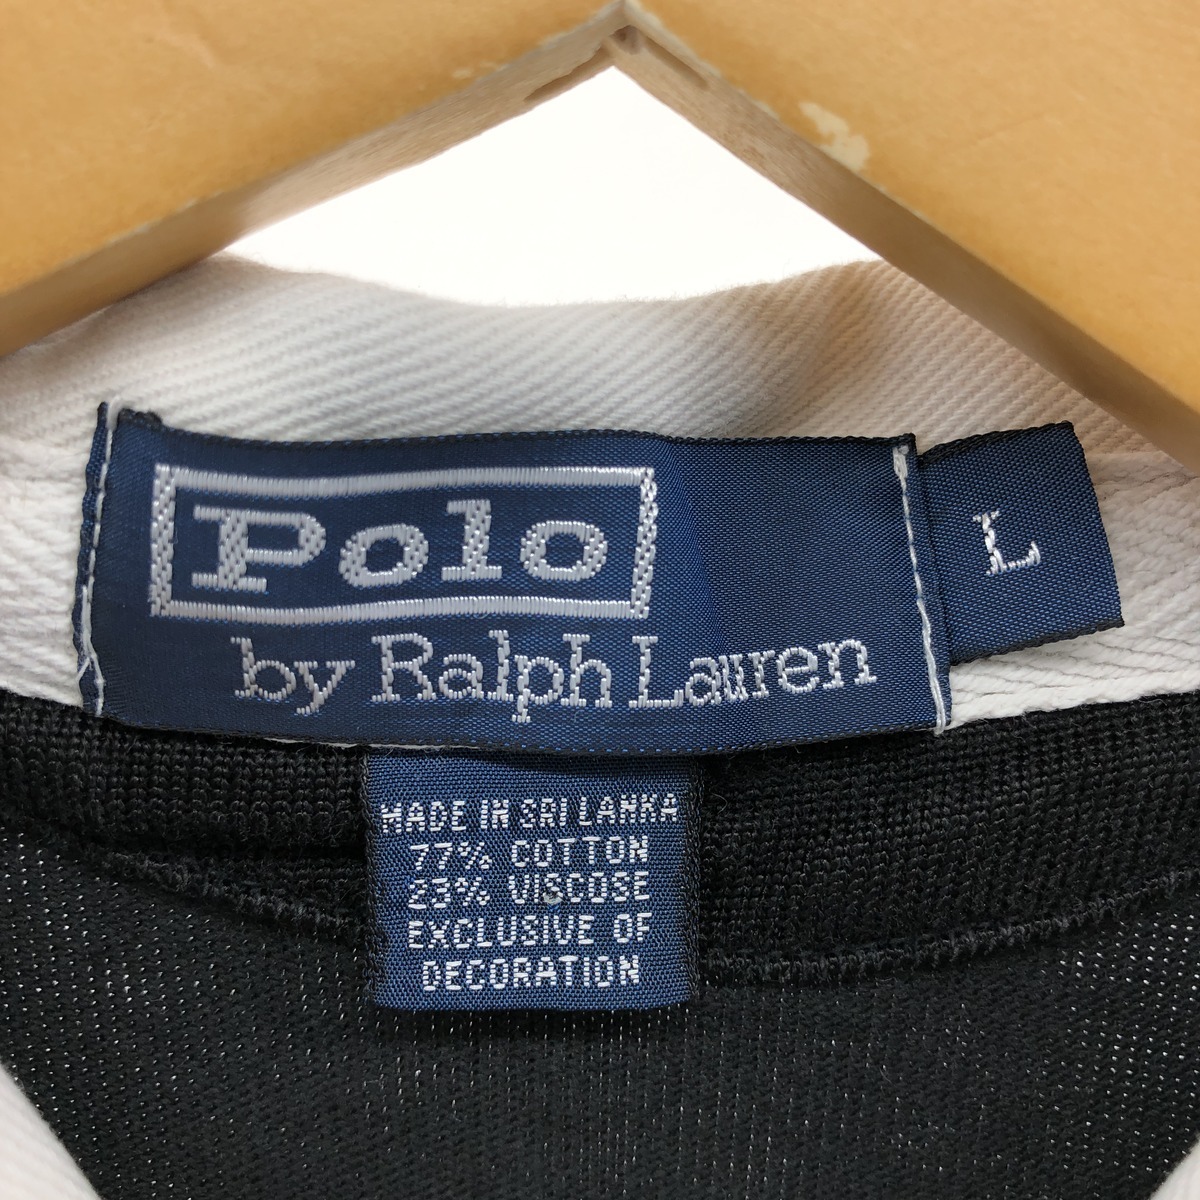 Polo
by Ralph Lauren
L
MADE IN SRI LANKA
77% COTTON
23% VISCOSE
EXCLUSIVE OF
DECORATION